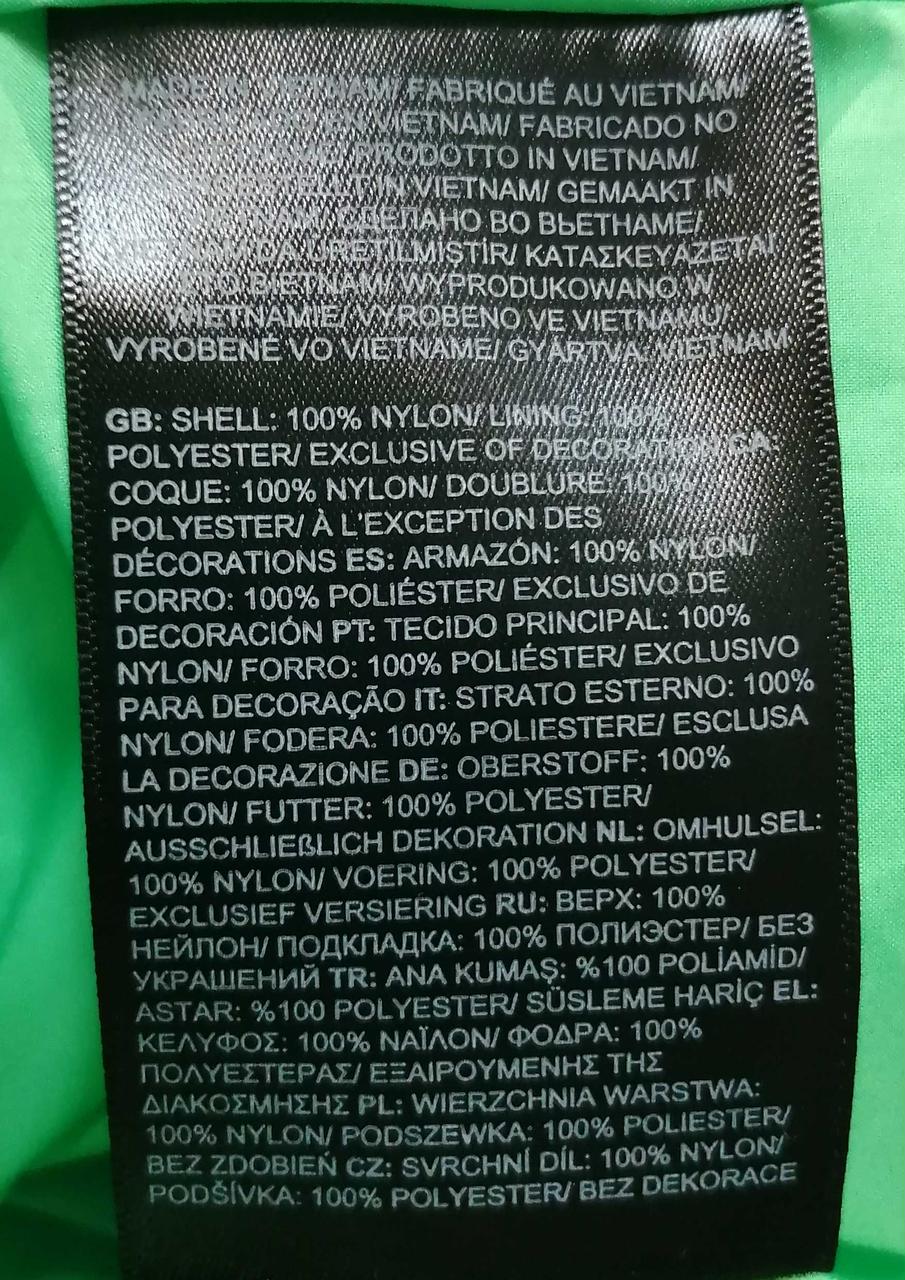 MADE IN VIETNAM/ FABRIQUÉ AU VIETNAM/
EN VIETNAM/ FABRICADO NO
PRODOTTO IN VIETNAM/
IN VIETNAM/ GEMAAKT IN
VIETNAM/ СДЕЛАНО ВО ВЬЕТНАМЕ/
ÜRETİLMİŞTİR/ ΚΑΤΑΣΚΕΥΑΖΕΤΑΙ
ΣΤΟ ΒΙΕΤΝΑΜ/ WYPRODUKOWANO W
WIETNAMIE/ VYROBENO VE VIETNAMU/
VYROBENÉ VO VIETNAME/ GYÁRTVA: VIETNAM
GB: SHELL: 100% NYLON/ LINING: 100%
POLYESTER/ EXCLUSIVE OF DECORATION CA:
COQUE: 100% NYLON/ DOUBLURE: 100%
POLYESTER/ À L'EXCEPTION DES
DÉCORATIONS ES: ARMAZÓN: 100% NYLON/
FORRO: 100% POLIÉSTER/ EXCLUSIVO DE
DECORACIÓN PT: TECIDO PRINCIPAL: 100%
NYLON/ FORRO: 100% POLIÉSTER/ EXCLUSIVO
PARA DECORAÇÃO IT: STRATO ESTERNO: 100%
NYLON/ FODERA: 100% POLIESTERE/ ESCLUSA
LA DECORAZIONE DE: OBERSTOFF: 100%
NYLON/ FUTTER: 100% POLYESTER/
AUSSCHLIEßLICH DEKORATION NL: OMHULSEL:
100% NYLON/ VOERING: 100% POLYESTER/
EXCLUSIEF VERSIERING RU: ВЕРХ: 100%
НЕЙЛОН/ ПОДКЛАДКА: 100% ПОЛИЭСТЕР/ БЕЗ
УКРАШЕНИЙ TR: ANA KUMAŞ: %100 POLİAMİD/
ASTAR: %100 POLYESTER/ SÜSLEME HARİÇ EL:
ΚΕΛΥΦΟΣ: 100% ΝΑΪΛΟΝ/ ΦΟΔΡΑ: 100%
ΠΟΛΥΕΣΤΕΡΑΣ/ ΕΞΑΙΡΟΥΜΕΝΗΣ ΤΗΣ
ΔΙΑΚΟΣΜΗΣΗΣ PL: WIERZCHNIA WARSTWA:
100% NYLON/ PODSZEWKA: 100% POLIESTER/
BEZ ZDOBIEŃ CZ: SVRCHNÍ DÍL: 100% NYLON/
PODŠÍVKA: 100% POLYESTER/ BEZ DEKORACE